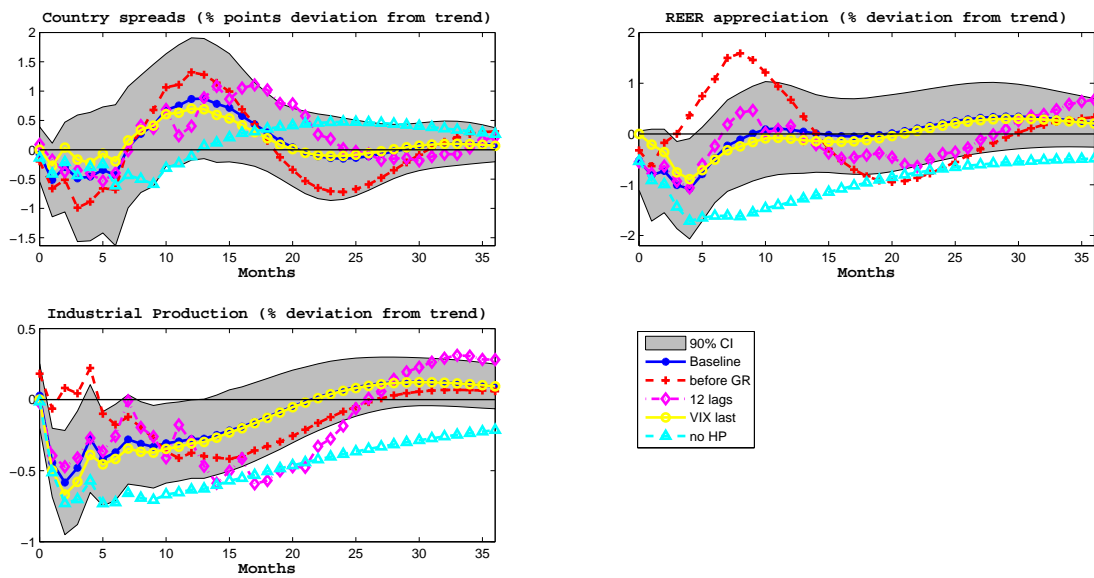 Country spreads (% points deviation from trend)
2
1.5
1
0.5
0
−0.5
−1
−1.5
0 5 10 15 20 25 30 35
Months
REER appreciation (% deviation from trend)
2
1
0
−1
−2
0 5 10 15 20 25 30 35
Months
Industrial Production (% deviation from trend)
0.5
0
−0.5
−1
0 5 10 15 20 25 30 35
Months
90% CI
Baseline
before GR
12 lags
VIX last
no HP